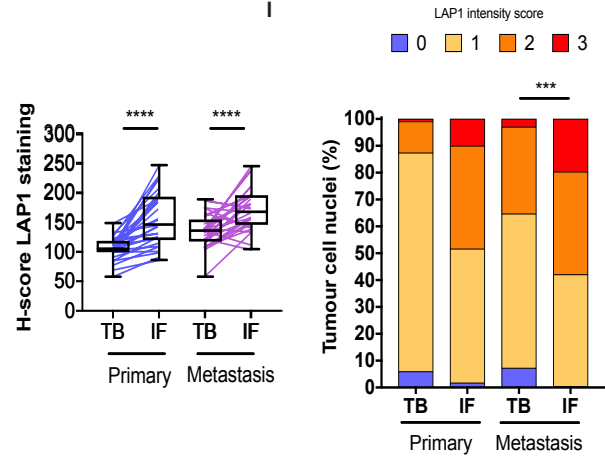 I
LAP1 intensity score
0 1 2 3
**** ****
H-score LAP1 staining
300
250
200
150
100
50
0
TB IF TB IF
Primary Metastasis
***
Tumour cell nuclei (%)
100
90
80
70
60
50
40
30
20
10
0
TB IF TB IF
Primary Metastasis